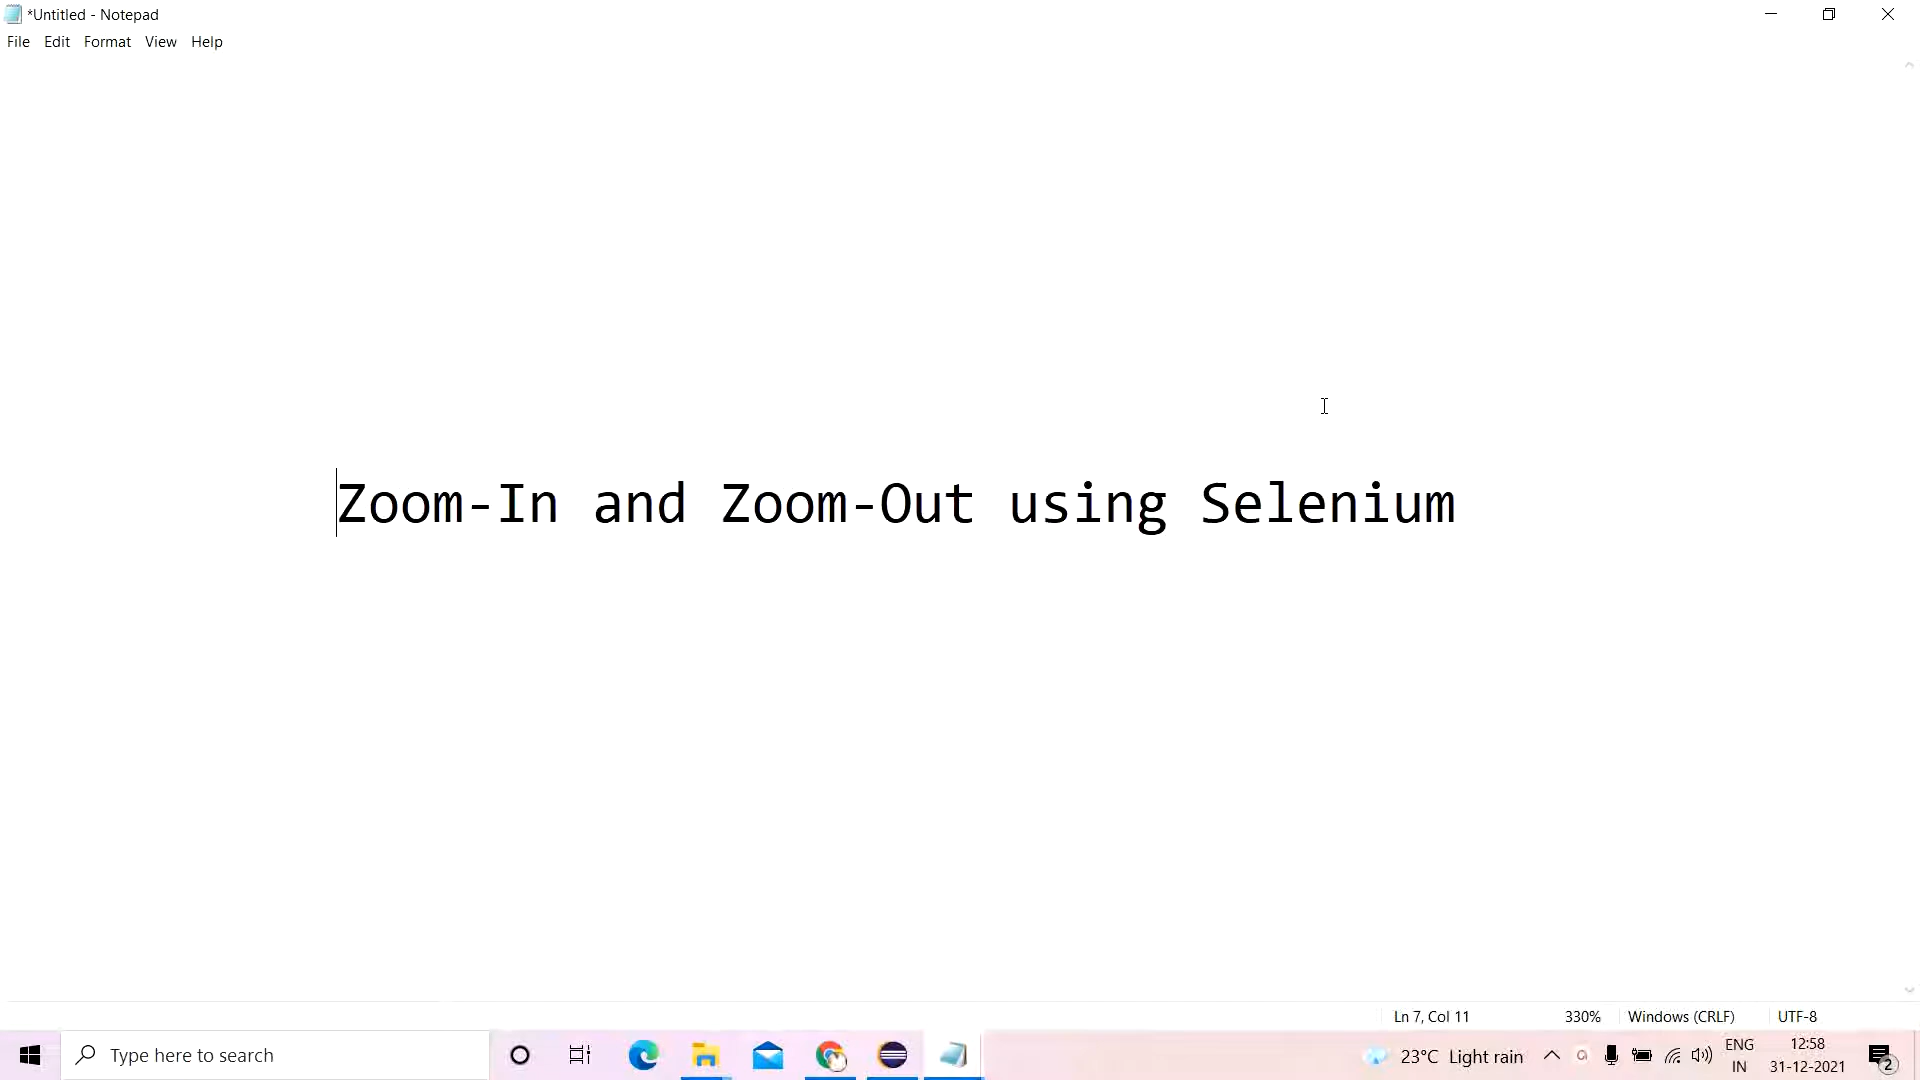 *Untitled - Notepad
File Edit Format View Help
Zoom-In and Zoom-Out using Selenium
Ln 7, Col 11 330% Windows (CRLF) UTF-8
Type here to search 23°C Light rain ENG IN 12:58 31-12-2021 2